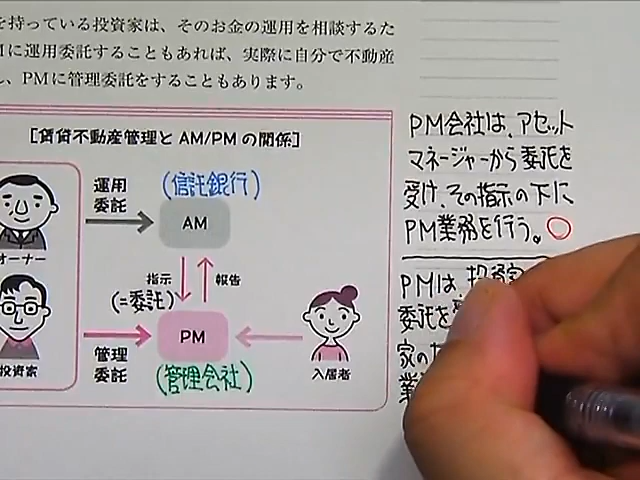 を持っている投資家は、そのお金の運用を相談するた
Mに運用委託することもあれば、実際に自分で不動産
し、PMに管理委託をすることもあります。
[賃貸不動産管理とAM/PMの関係]
運用
委託
(信託銀行)
AM
オーナー
指示
報告
(=委託)
PM
投資家
管理
委託
(管理会社)
入居者
PM会社は、アセット
マネージャーから委託を
受け、その指示の下に
PM業務を行う。○
PMは、投資家
委託を
家の
業